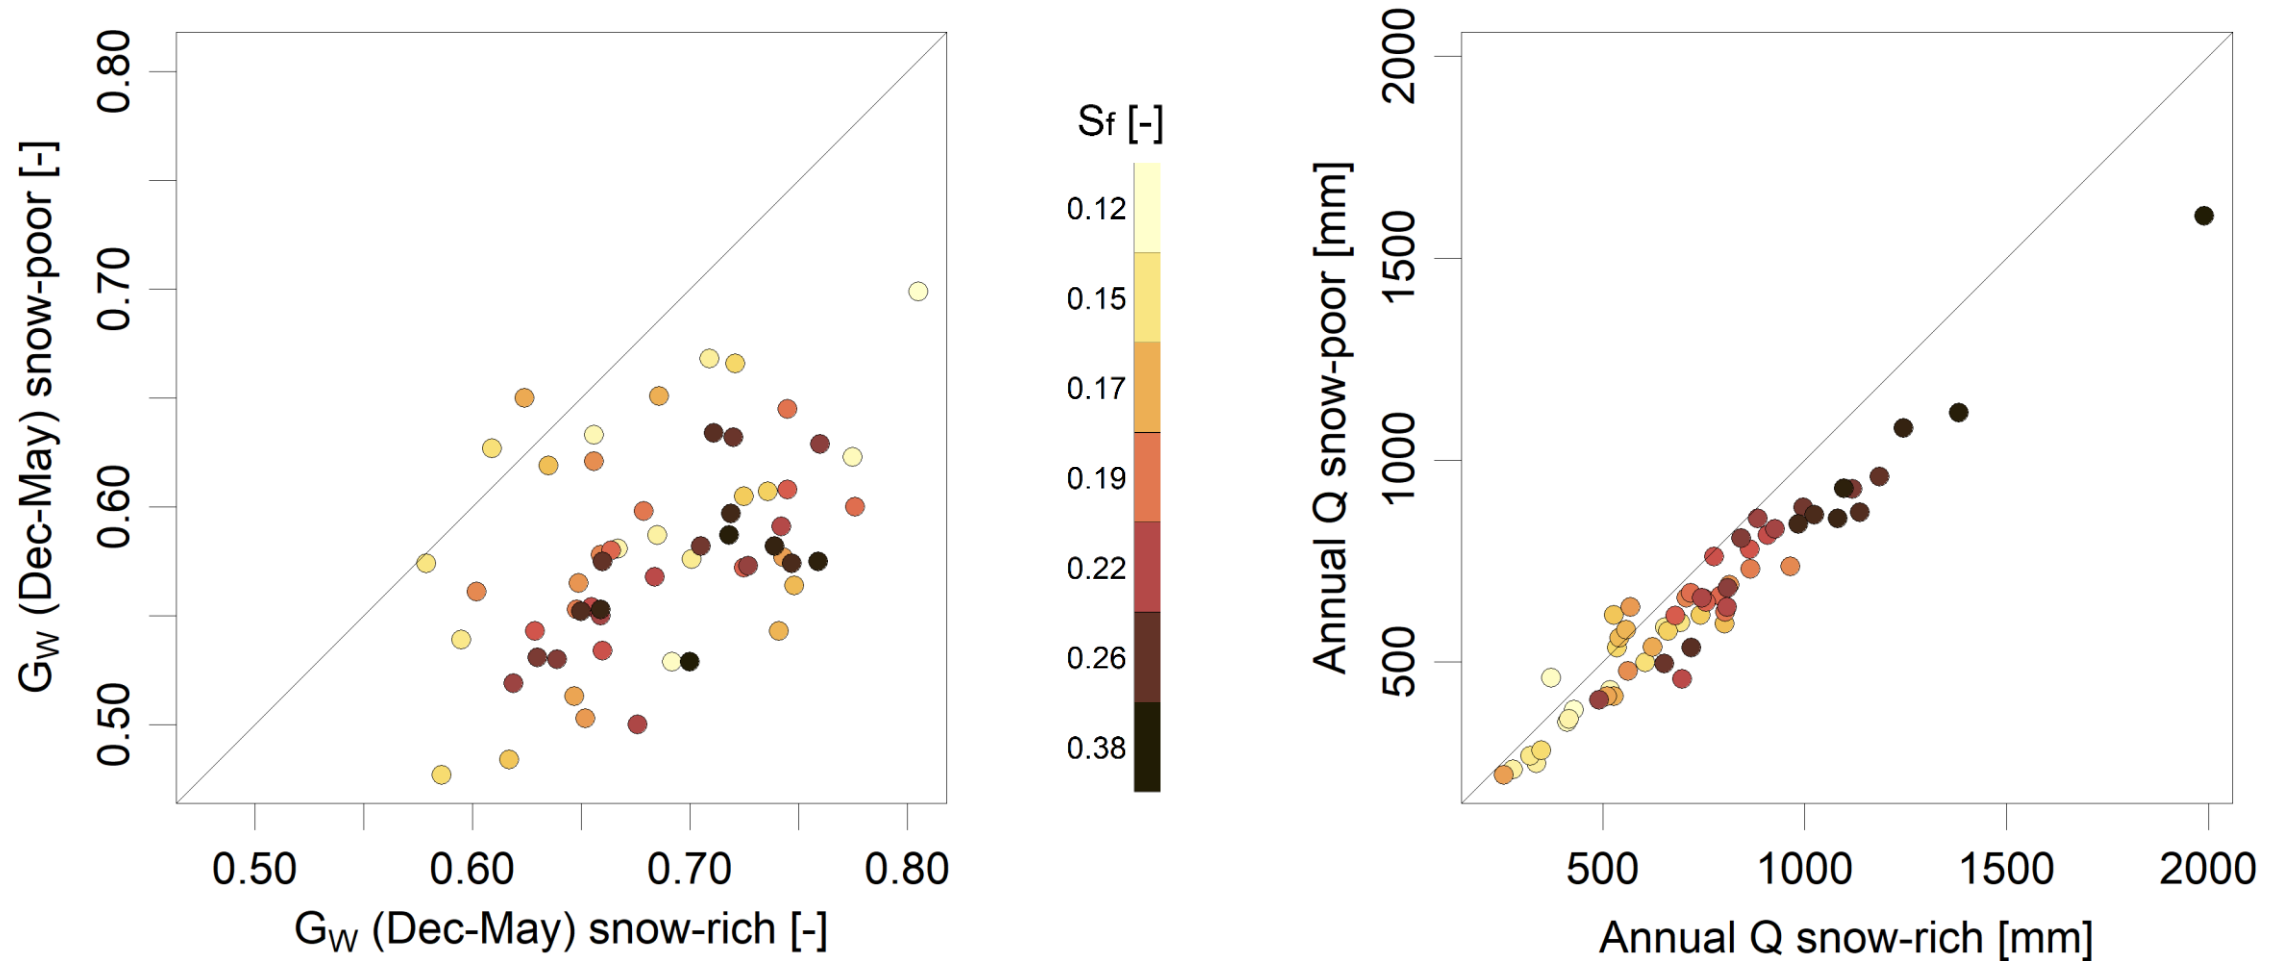 GW (Dec-May) snow-poor [-]
0.80
0.70
0.60
0.50
0.50 0.60 0.70 0.80
GW (Dec-May) snow-rich [-]
Sf [-]
0.12
0.15
0.17
0.19
0.22
0.26
0.38
Annual Q snow-poor [mm]
2000
1500
1000
500
500 1000 1500 2000
Annual Q snow-rich [mm]